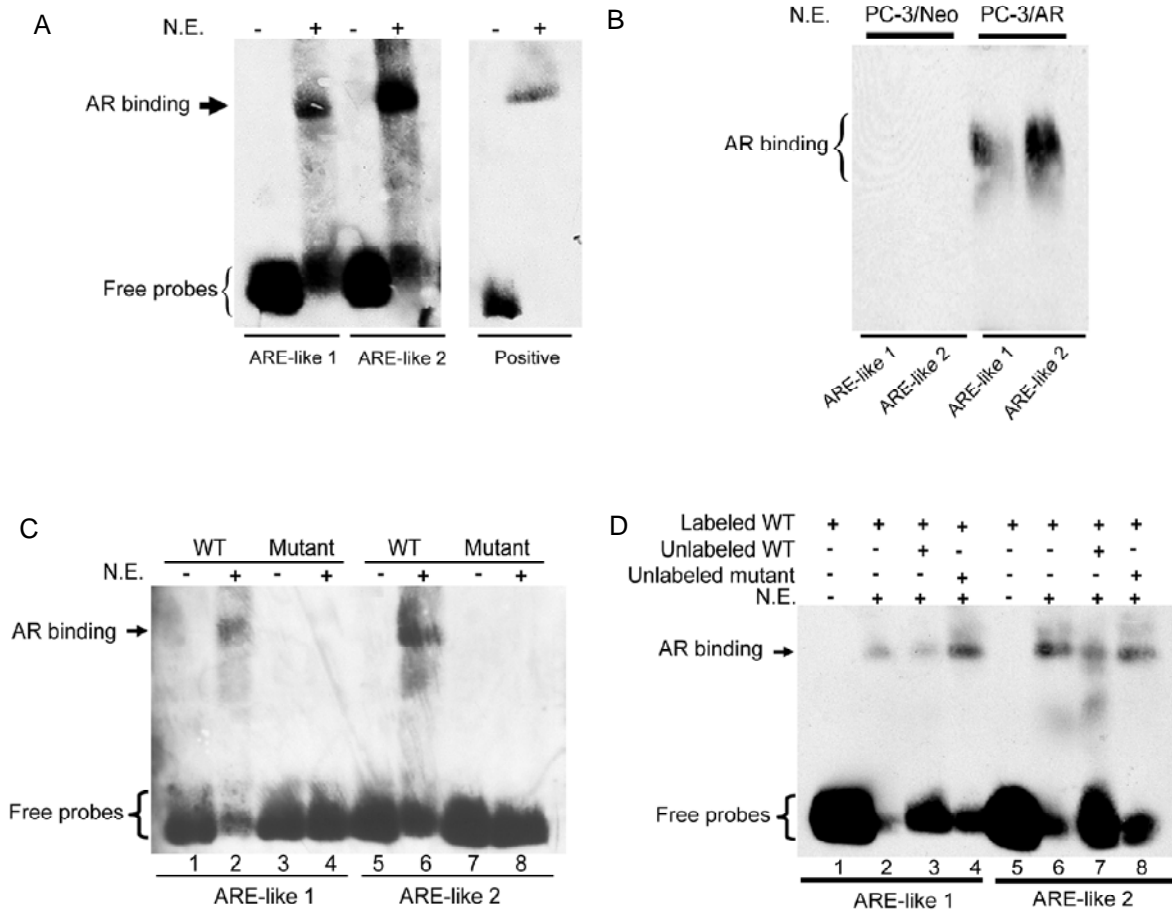 A
N.E. - + - + - +
AR binding
Free probes
ARE-like 1 ARE-like 2 Positive
B
N.E. PC-3/Neo PC-3/AR
AR binding
ARE-like 1 ARE-like 2 ARE-like 1 ARE-like 2
C
WT Mutant WT Mutant
N.E. - + - + - + - +
AR binding
Free probes
1 2 3 4 5 6 7 8
ARE-like 1 ARE-like 2
D
Labeled WT + + + + + + + +
Unlabeled WT - - + - - - + -
Unlabeled mutant - - - + - - - +
N.E. - + + + - + + +
AR binding
Free probes
1 2 3 4 5 6 7 8
ARE-like 1 ARE-like 2